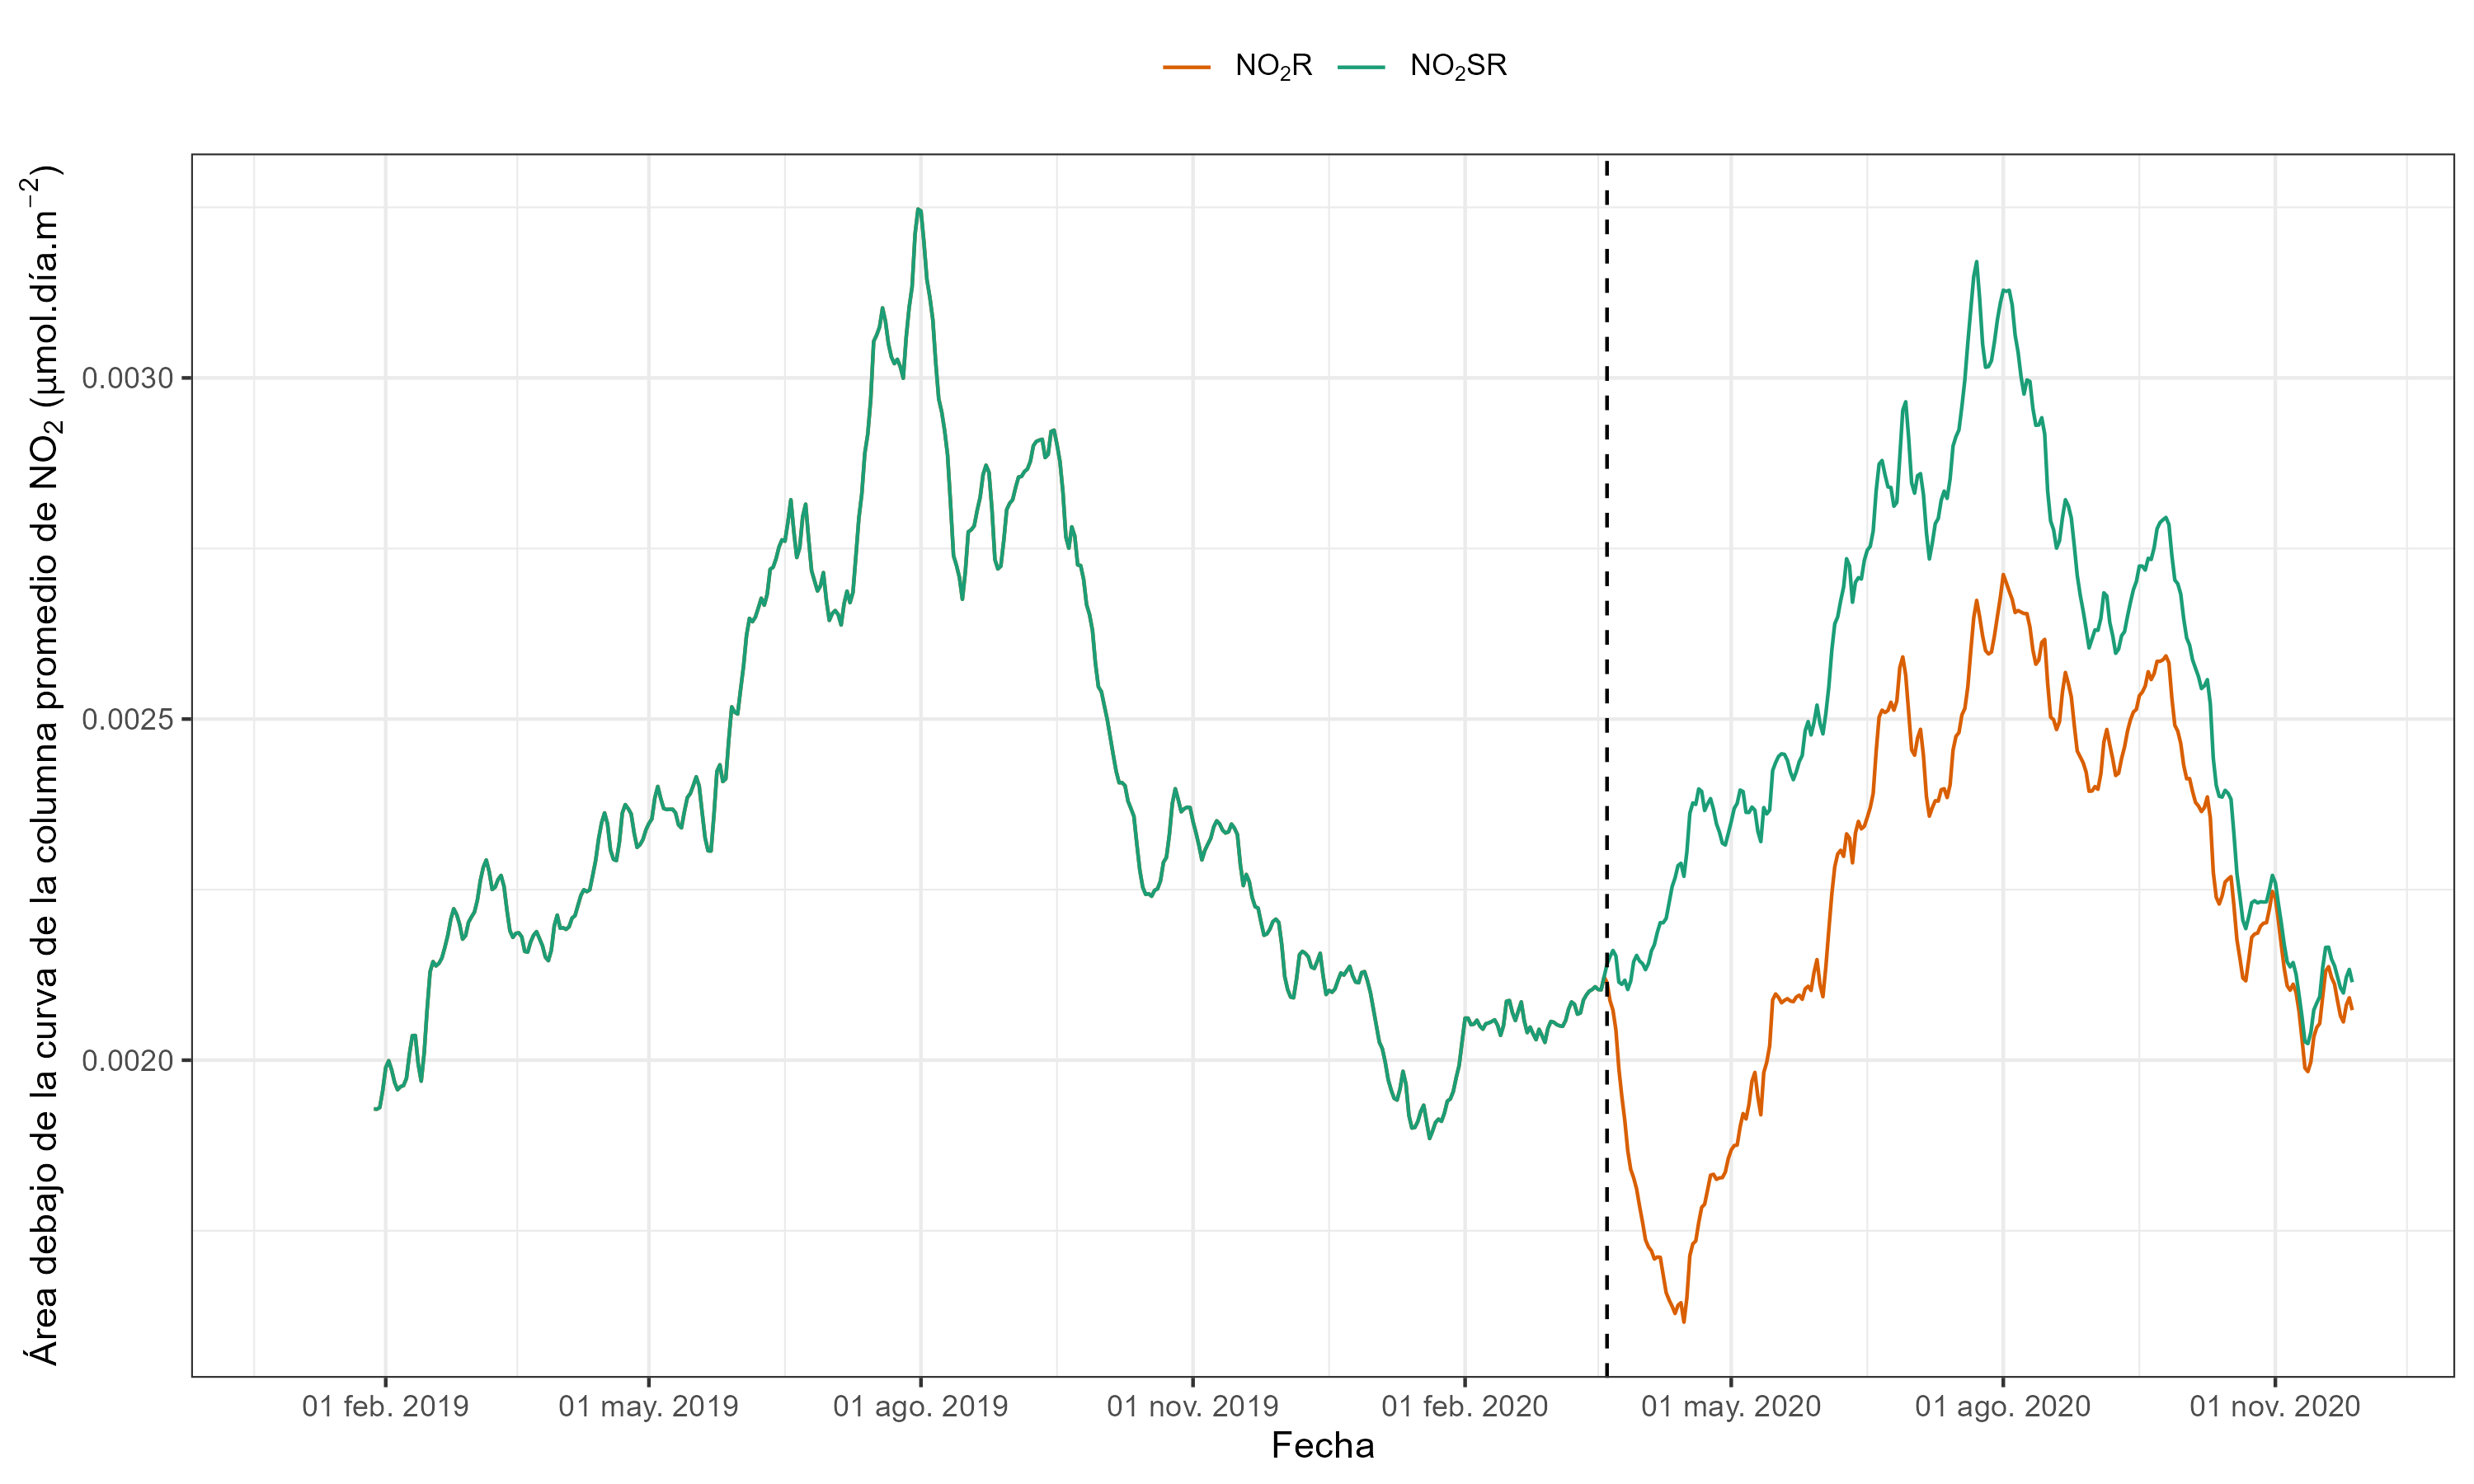 NO₂R NO₂SR
Área debajo de la curva de la columna promedio de NO₂ (µmol.día.m⁻²)
0.0030
0.0025
0.0020
01 feb. 2019 01 may. 2019 01 ago. 2019 01 nov. 2019 01 feb. 2020 01 may. 2020 01 ago. 2020 01 nov. 2020
Fecha